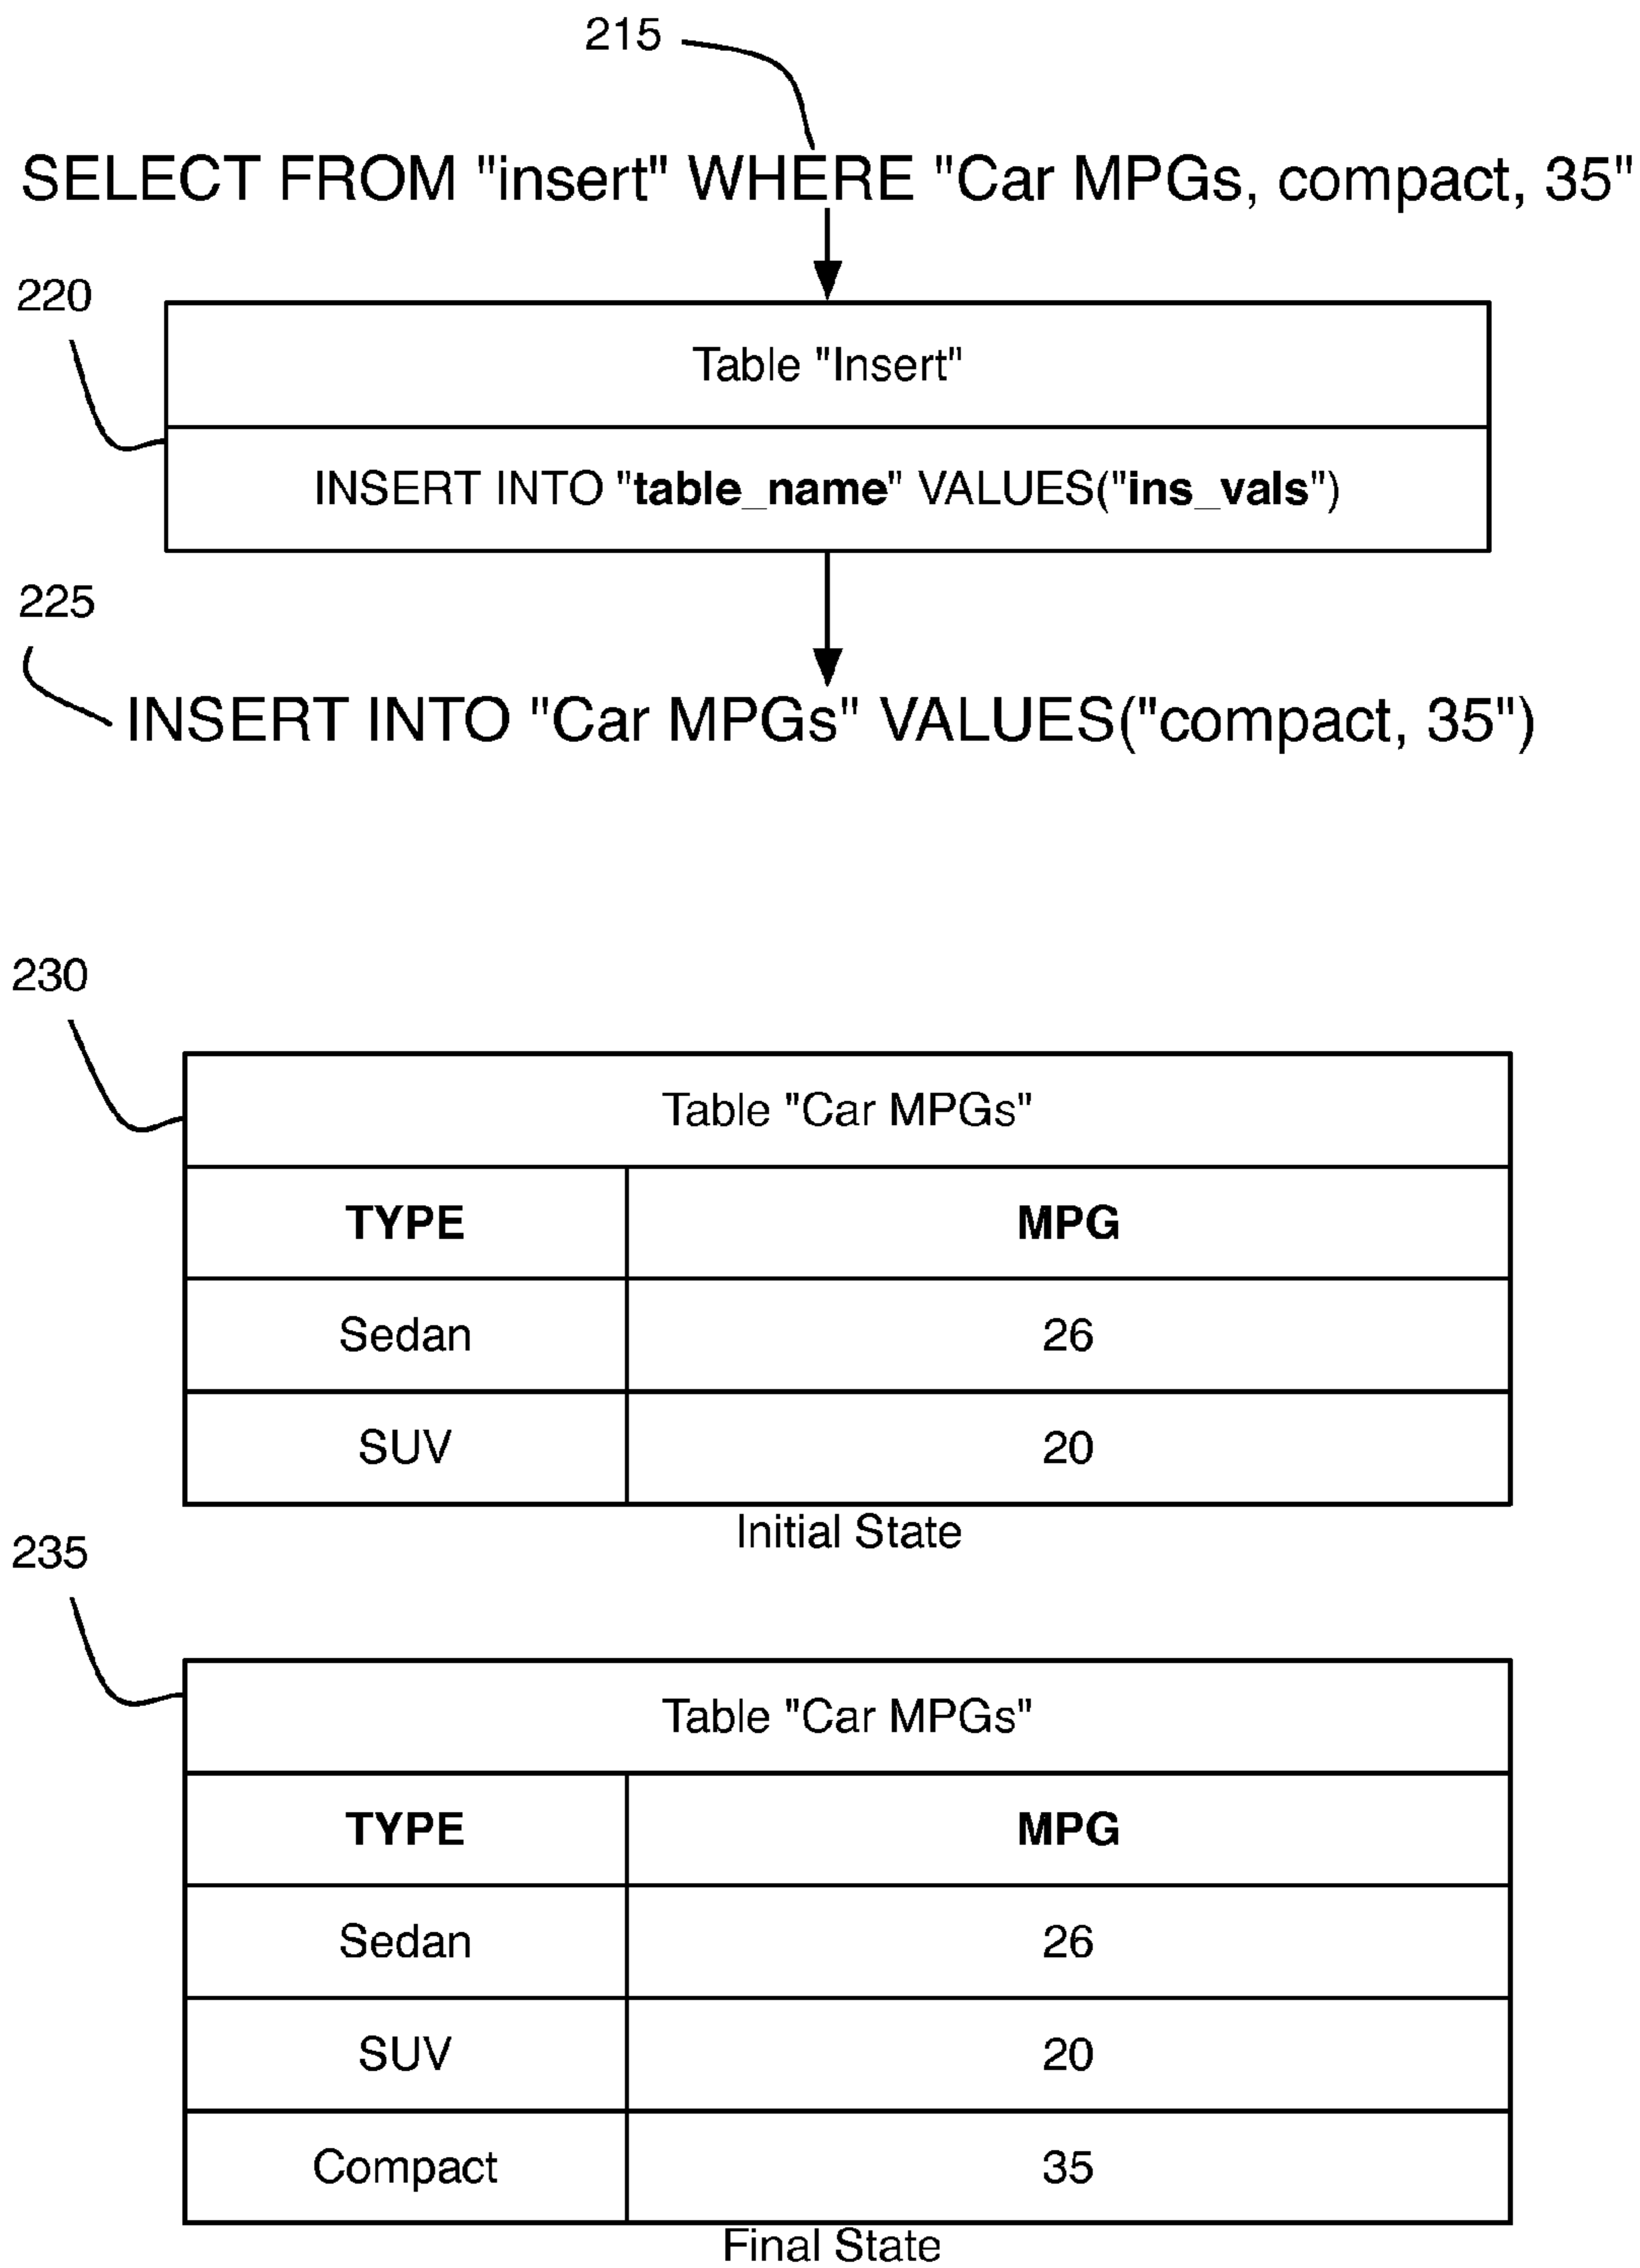 215
SELECT FROM "insert" WHERE "Car MPGs, compact, 35"
220
Table "Insert"
INSERT INTO "table_name" VALUES("ins_vals")
225
INSERT INTO "Car MPGs" VALUES("compact, 35")
230
Table "Car MPGs"
TYPE MPG
Sedan 26
SUV 20
Initial State
235
Table "Car MPGs"
TYPE MPG
Sedan 26
SUV 20
Compact 35
Final State